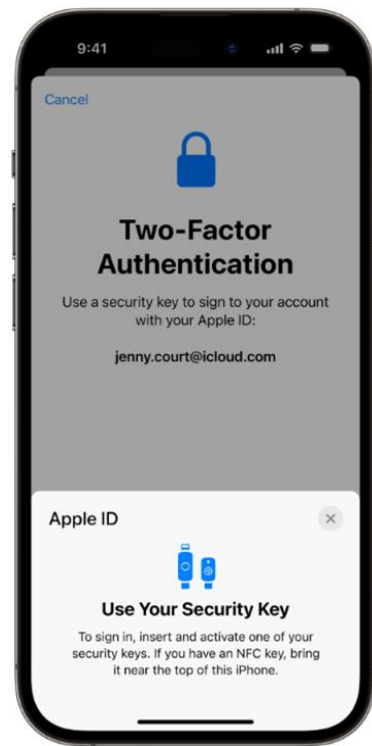 9:41
Cancel
Two-Factor
Authentication
Use a security key to sign to your account
with your Apple ID:
jenny.court@icloud.com
Apple ID
Use Your Security Key
To sign in, insert and activate one of your
security keys. If you have an NFC key, bring
it near the top of this iPhone.